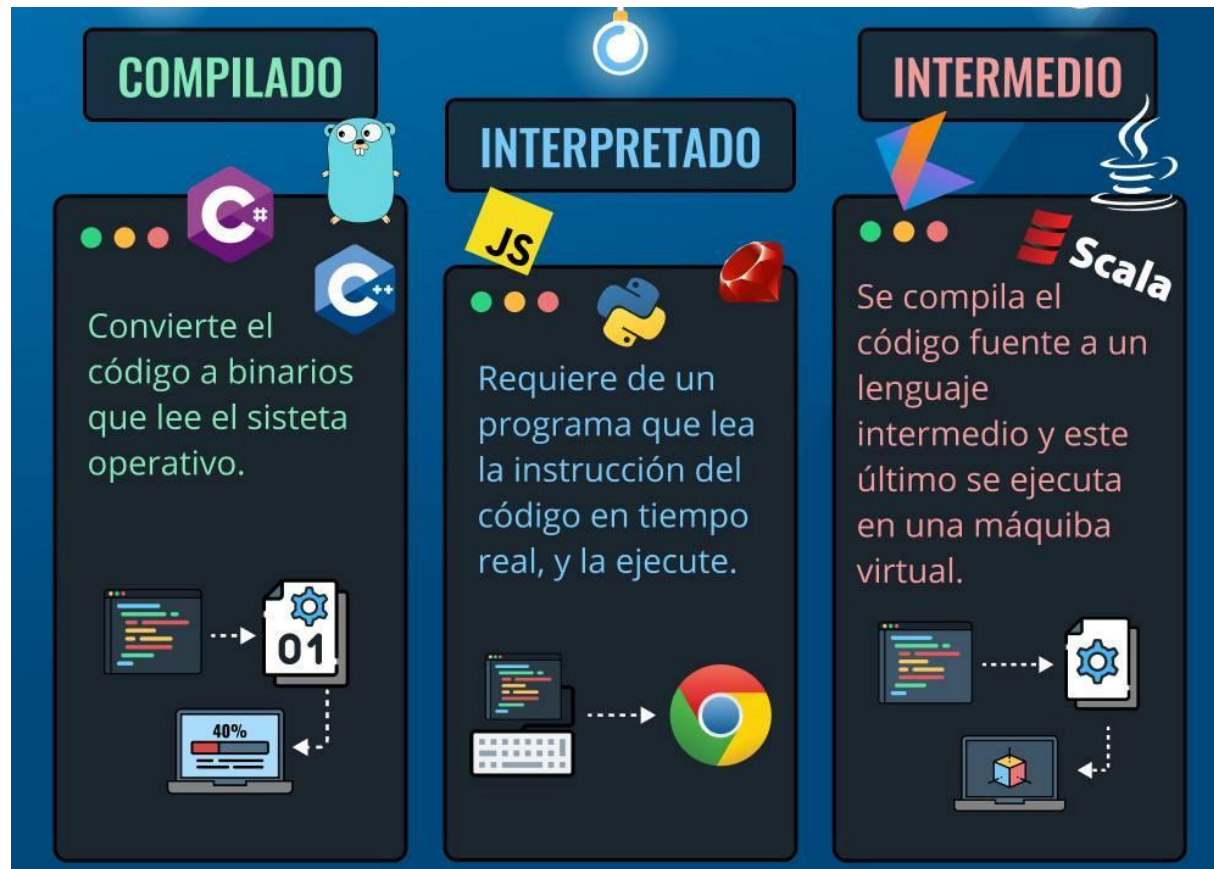 COMPILADO
C#
C++
Convierte el
código a binarios
que lee el sisteta
operativo.
01
40%
INTERPRETADO
JS
Requiere de un
programa que lea
la instrucción del
código en tiempo
real, y la ejecute.
INTERMEDIO
Scala
Se compila el
código fuente a un
lenguaje
intermedio y este
último se ejecuta
en una máquiba
virtual.